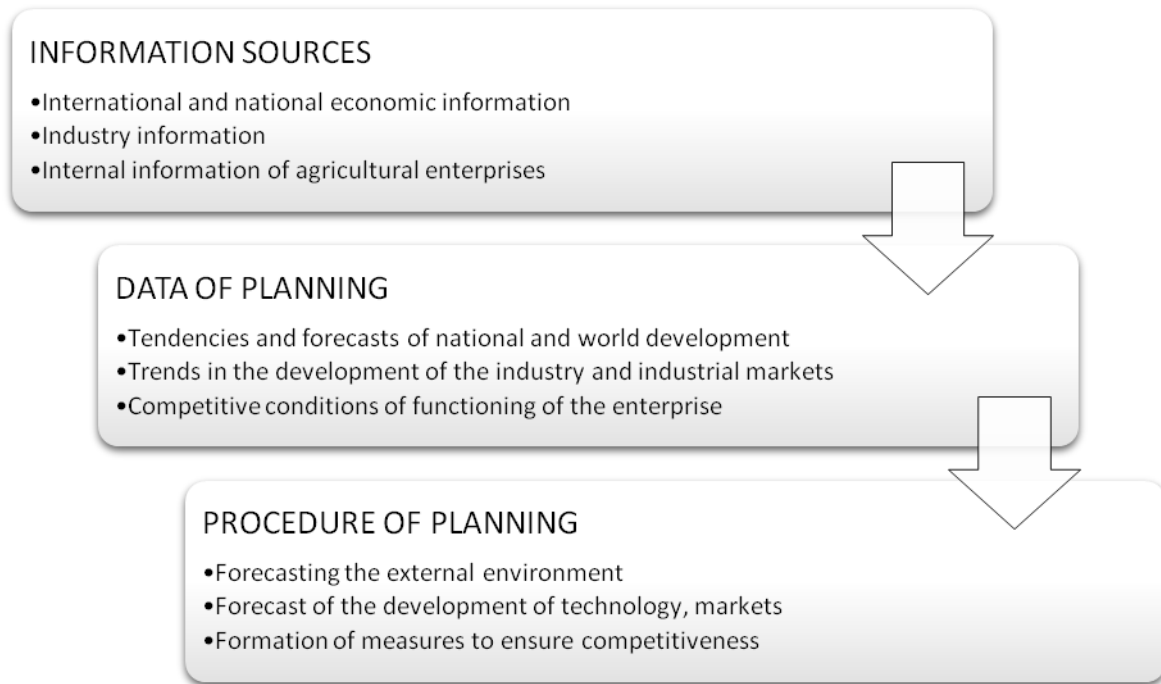 INFORMATION SOURCES
•International and national economic information
•Industry information
•Internal information of agricultural enterprises
DATA OF PLANNING
•Tendencies and forecasts of national and world development
•Trends in the development of the industry and industrial markets
•Competitive conditions of functioning of the enterprise
PROCEDURE OF PLANNING
•Forecasting the external environment
•Forecast of the development of technology, markets
•Formation of measures to ensure competitiveness